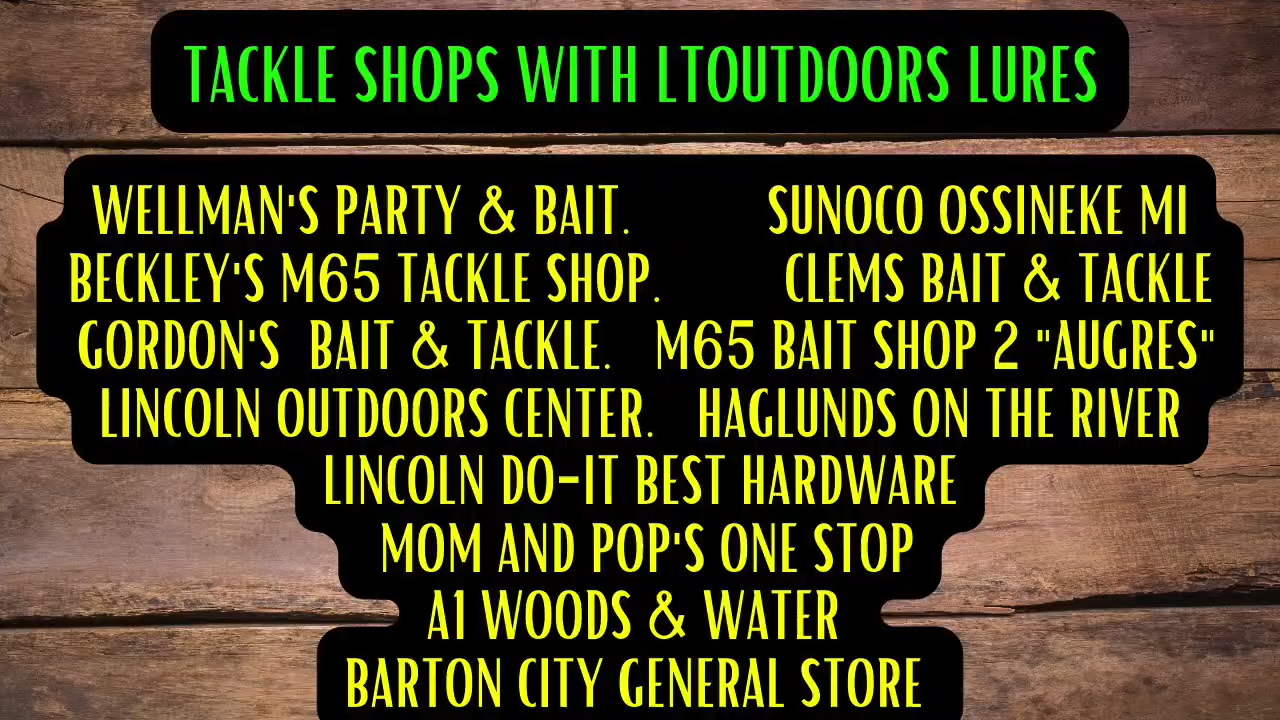 TACKLE SHOPS WITH LTOUTDOORS LURES
WELLMAN'S PARTY & BAIT. SUNOCO OSSINEKE MI
BECKLEY'S M65 TACKLE SHOP. CLEMS BAIT & TACKLE
GORDON'S BAIT & TACKLE. M65 BAIT SHOP 2 "AUGRES"
LINCOLN OUTDOORS CENTER. HAGLUNDS ON THE RIVER
LINCOLN DO-IT BEST HARDWARE
MOM AND POP'S ONE STOP
A1 WOODS & WATER
BARTON CITY GENERAL STORE